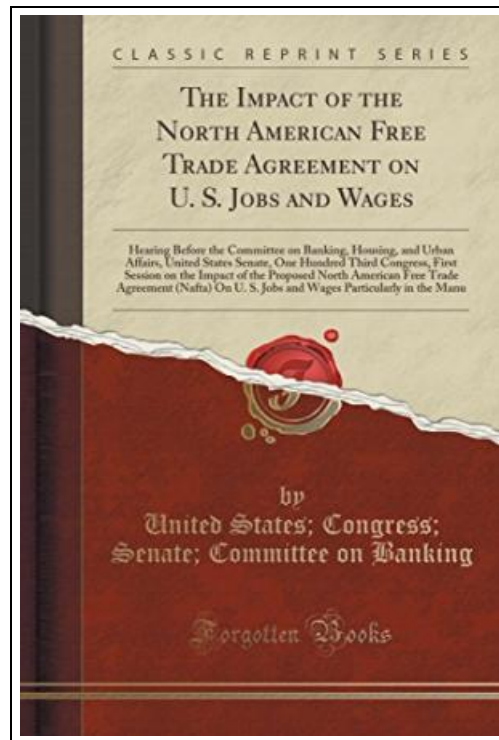 CLASSIC REPRINT SERIES
THE IMPACT OF THE
NORTH AMERICAN FREE
TRADE AGREEMENT ON
U. S. JOBS AND WAGES
Hearing Before the Committee on Banking, Housing, and Urban
Affairs, United States Senate, One Hundred Third Congress, First
Session on the Impact of the Proposed North American Free Trade
Agreement (Nafta) On U. S. Jobs and Wages Particularly in the Manu
by
United States; Congress;
Senate; Committee on Banking
Forgotten Books